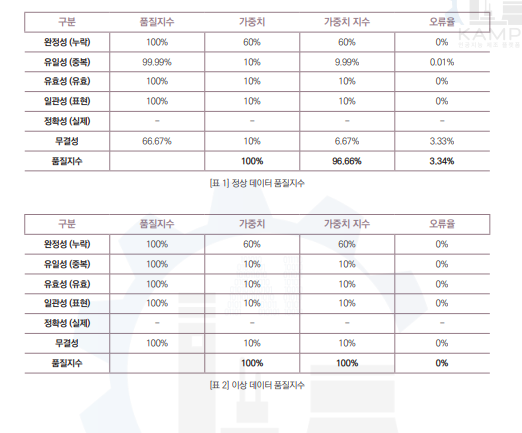 KAMP
구분 품질지수 가중치 가중치 지수 오류율
완정성 (누락) 100% 60% 60% 0%
유일성 (중복) 99.99% 10% 9.99% 0.01%
유효성 (유효) 100% 10% 10% 0%
일관성 (표현) 100% 10% 10% 0%
정확성 (실제) - - - -
무결성 66.67% 10% 6.67% 3.33%
품질지수 100% 96.66% 3.34%
[표 1] 정상 데이터 품질지수
구분 품질지수 가중치 가중치 지수 오류율
완정성 (누락) 100% 60% 60% 0%
유일성 (중복) 100% 10% 10% 0%
유효성 (유효) 100% 10% 10% 0%
일관성 (표현) 100% 10% 10% 0%
정확성 (실제) - - - -
무결성 100% 10% 10% 0%
품질지수 100% 100% 0%
[표 2] 이상 데이터 품질지수